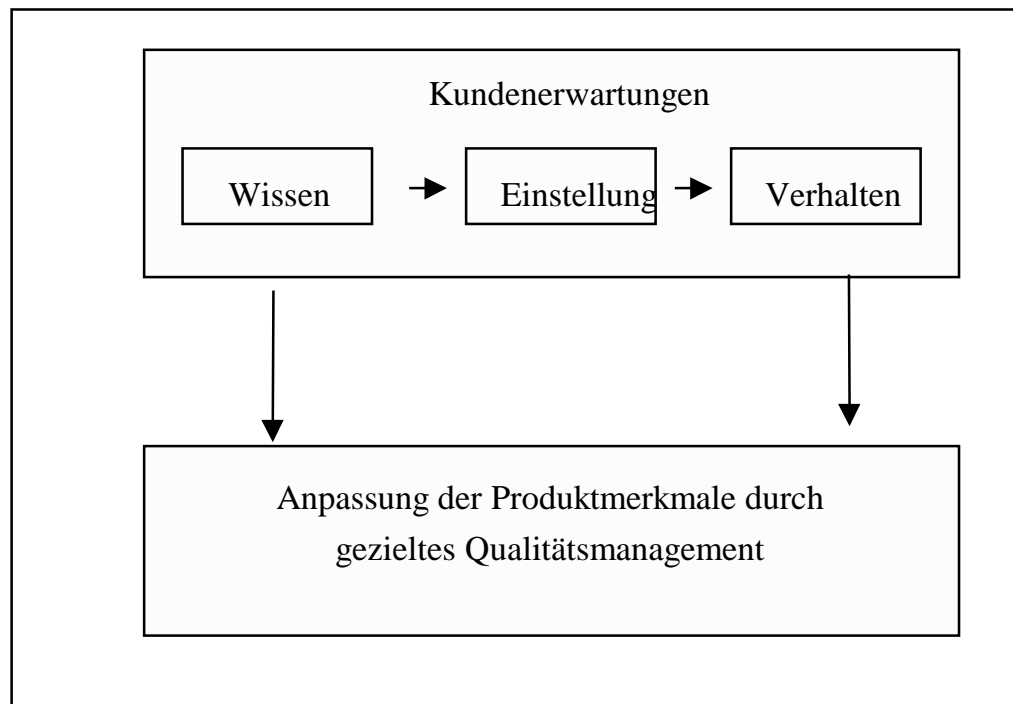 Kundenerwartungen
Wissen Einstellung Verhalten
Anpassung der Produktmerkmale durch
gezieltes Qualitätsmanagement